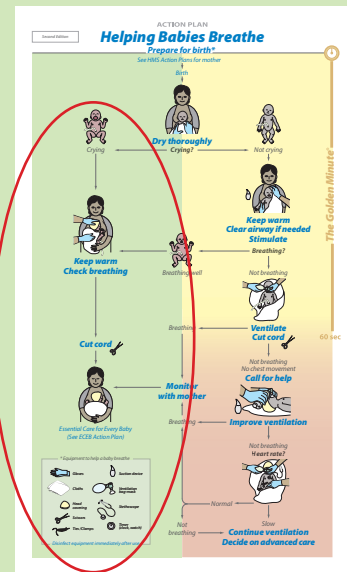 ACTION PLAN
Second Edition
Helping Babies Breathe
Prepare for birth*
See HMS Action Plans for mother
Birth
Dry thoroughly
Crying
Crying?
Not crying
Keep warm
Check breathing
Keep warm
Clear airway if needed
Stimulate
Breathing?
Breathing well
Not breathing
The Golden Minute
Cut cord
Breathing
Ventilate
Cut cord
60 sec
Not breathing
No chest movement
Call for help
Monitor
with mother
Essential Care for Every Baby
(See ECEB Action Plan)
Breathing
Improve ventilation
Not breathing
Heart rate?
* Equipment to help a baby breathe
Gloves
Suction device
Cloths
Ventilation
bag-mask
Head
covering
Stethoscope
Scissors
Timer
(clock, watch)
Ties/Clamps
Disinfect equipment immediately after use.
Normal
Slow
Not
breathing
Continue ventilation
Decide on advanced care